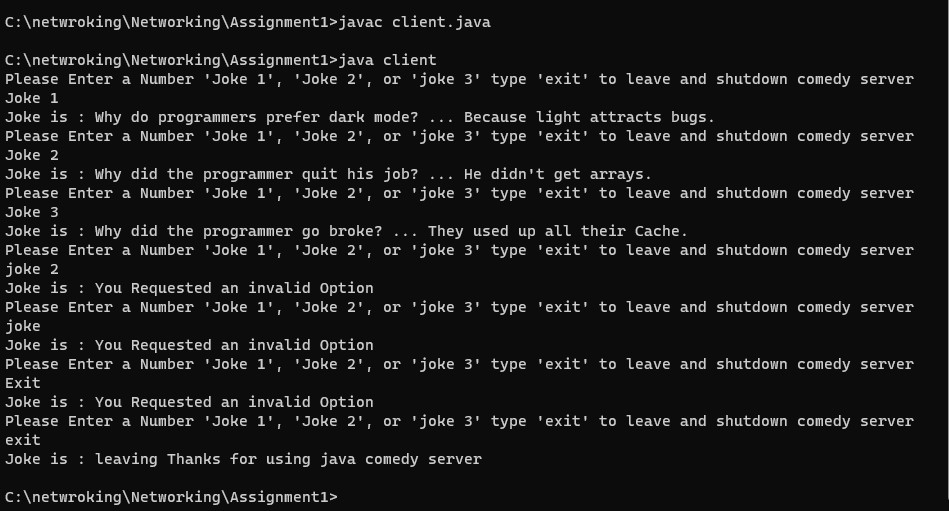 C:\netwroking\Networking\Assignment1>javac client.java
C:\netwroking\Networking\Assignment1>java client
Please Enter a Number 'Joke 1', 'Joke 2', or 'joke 3' type 'exit' to leave and shutdown comedy server
Joke 1
Joke is : Why do programmers prefer dark mode? ... Because light attracts bugs.
Please Enter a Number 'Joke 1', 'Joke 2', or 'joke 3' type 'exit' to leave and shutdown comedy server
Joke 2
Joke is : Why did the programmer quit his job? ... He didn't get arrays.
Please Enter a Number 'Joke 1', 'Joke 2', or 'joke 3' type 'exit' to leave and shutdown comedy server
Joke 3
Joke is : Why did the programmer go broke? ... They used up all their Cache.
Please Enter a Number 'Joke 1', 'Joke 2', or 'joke 3' type 'exit' to leave and shutdown comedy server
joke 2
Joke is : You Requested an invalid Option
Please Enter a Number 'Joke 1', 'Joke 2', or 'joke 3' type 'exit' to leave and shutdown comedy server
joke
Joke is : You Requested an invalid Option
Please Enter a Number 'Joke 1', 'Joke 2', or 'joke 3' type 'exit' to leave and shutdown comedy server
Exit
Joke is : You Requested an invalid Option
Please Enter a Number 'Joke 1', 'Joke 2', or 'joke 3' type 'exit' to leave and shutdown comedy server
exit
Joke is : leaving Thanks for using java comedy server
C:\netwroking\Networking\Assignment1>